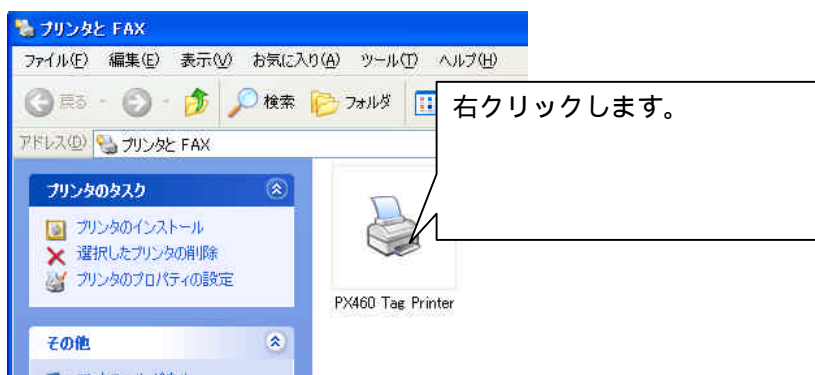 プリンタと FAX
ファイル(F) 編集(E) 表示(V) お気に入り(A) ツール(T) ヘルプ(H)
戻る 検索 フォルダ
右クリックします。
アドレス(D) プリンタと FAX
プリンタのタスク
プリンタのインストール
選択したプリンタの削除
プリンタのプロパティの設定
PX460 Tag Printer
その他